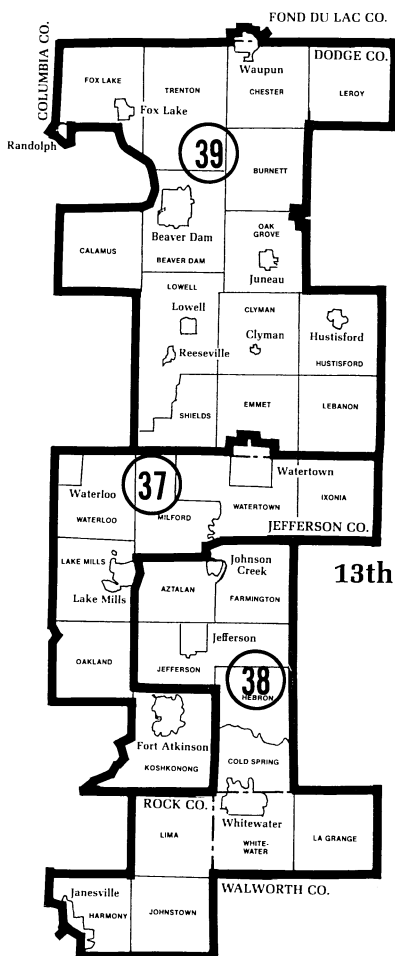 FOND DU LAC CO.
COLUMBIA CO.
Waupun
DODGE CO.
FOX LAKE
TRENTON
CHESTER
LEROY
Fox Lake
Randolph
39
BURNETT
Beaver Dam
OAK
GROVE
CALAMUS
BEAVER DAM
Juneau
LOWELL
Lowell
CLYMAN
Clyman
Hustisford
Reeseville
HUSTISFORD
SHIELDS
EMMET
LEBANON
Watertown
37
Waterloo
WATERLOO
MILFORD
WATERTOWN
IXONIA
JEFFERSON CO.
LAKE MILLS
Johnson
Creek
13th
Lake Mills
AZTALAN
FARMINGTON
Jefferson
OAKLAND
JEFFERSON
38
HEBRON
Fort Atkinson
KOSHKONONG
COLD SPRING
ROCK CO.
LIMA
Whitewater
WHITE-
WATER
LA GRANGE
WALWORTH CO.
Janesville
HARMONY
JOHNSTOWN